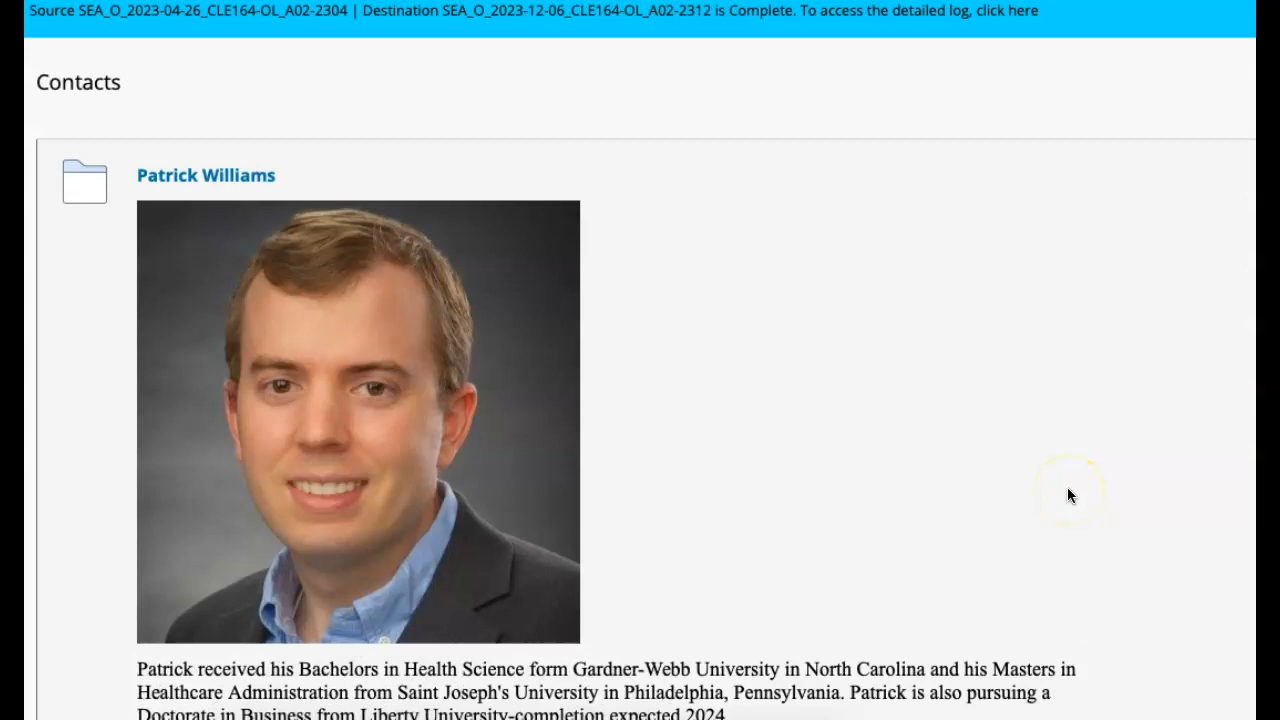 Source SEA_O_2023-04-26_CLE164-OL_A02-2304 | Destination SEA_O_2023-12-06_CLE164-OL_A02-2312 is Complete. To access the detailed log, click here
Contacts
Patrick Williams
Patrick received his Bachelors in Health Science form Gardner-Webb University in North Carolina and his Masters in
Healthcare Administration from Saint Joseph's University in Philadelphia, Pennsylvania. Patrick is also pursuing a
Doctorate in Business from Liberty University-completion expected 2024